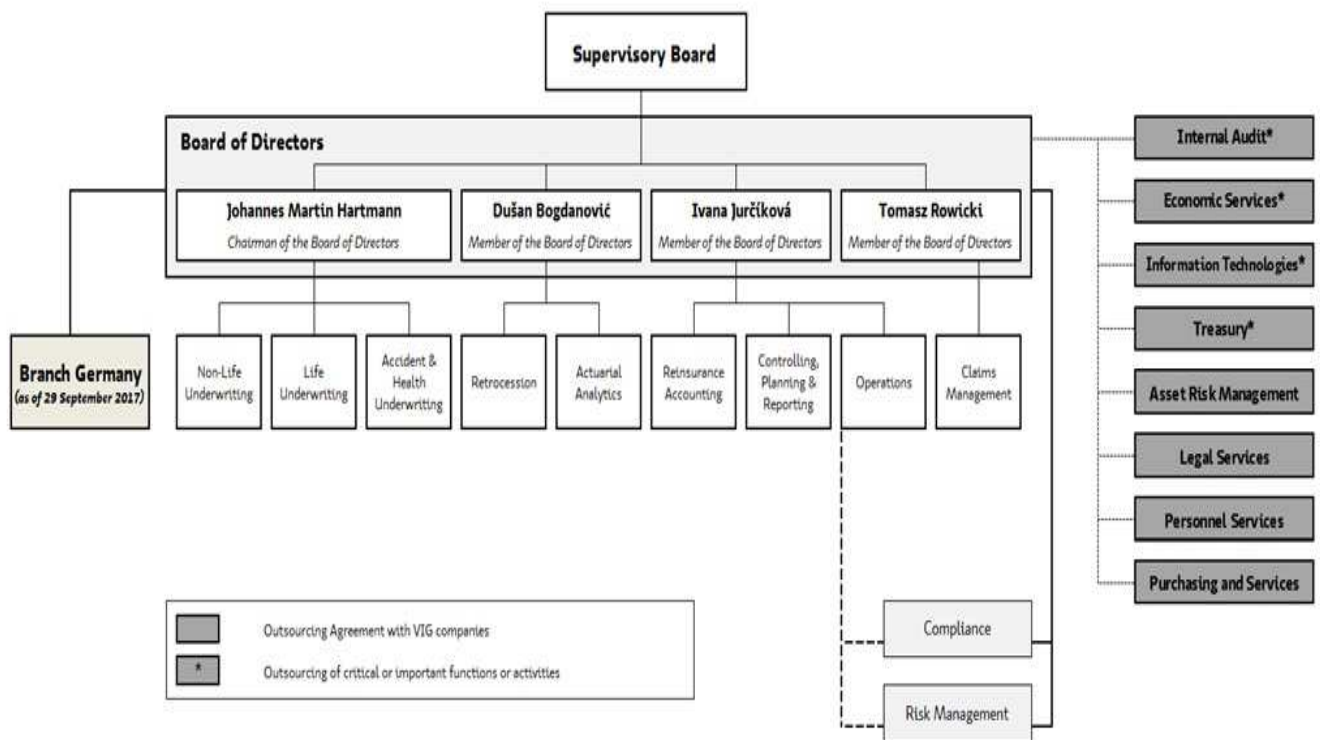 Supervisory Board
Board of Directors
Johannes Martin Hartmann
Chairman of the Board of Directors
Dušan Bogdanović
Member of the Board of Directors
Ivana Jurčíková
Member of the Board of Directors
Tomasz Rowicki
Member of the Board of Directors
Branch Germany
(as of 29 September 2017)
Non-Life
Underwriting
Life
Underwriting
Accident &
Health
Underwriting
Retrocession
Actuarial
Analytics
Reinsurance
Accounting
Controlling,
Planning &
Reporting
Operations
Claims
Management
Internal Audit*
Economic Services*
Information Technologies*
Treasury*
Asset Risk Management
Legal Services
Personnel Services
Purchasing and Services
Compliance
Risk Management
Outsourcing Agreement with VIG companies
* Outsourcing of critical or important functions or activities